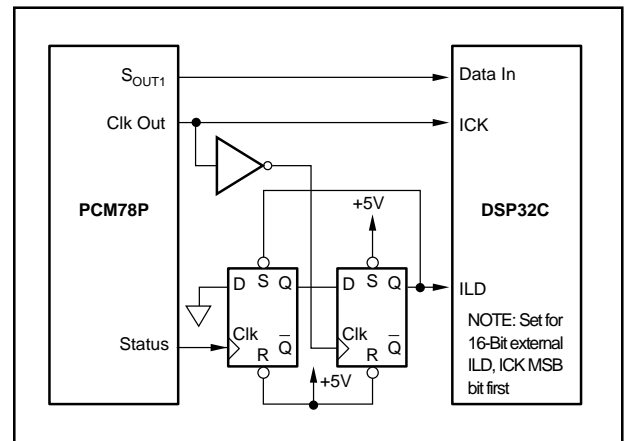 S_OUT1
Data In
Clk Out
ICK
PCM78P
+5V
DSP32C
D S Q
D S Q
ILD
Status
Clk
Q̅
R
Clk
Q̅
R
+5V
NOTE: Set for
16-Bit external
ILD, ICK MSB
bit first